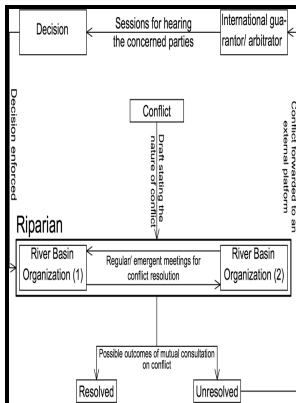 Decision
Sessions for hearing
the concerned parties
International gua-
rantor/ arbitrator
Decision enforced
Conflict
Draft stating the
nature of conflict
Conflict forwarded to an
external platform
Riparian
River Basin
Organization (1)
Regular/ emergent meetings for
conflict resolution
River Basin
Organization (2)
Possible outcomes of mutual consultation
on conflict
Resolved
Unresolved